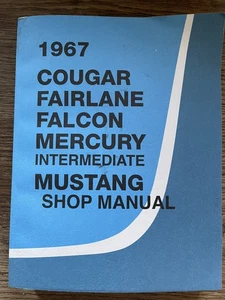 1967
COUGAR
FAIRLANE
FALCON
MERCURY
INTERMEDIATE
MUSTANG
SHOP MANUAL